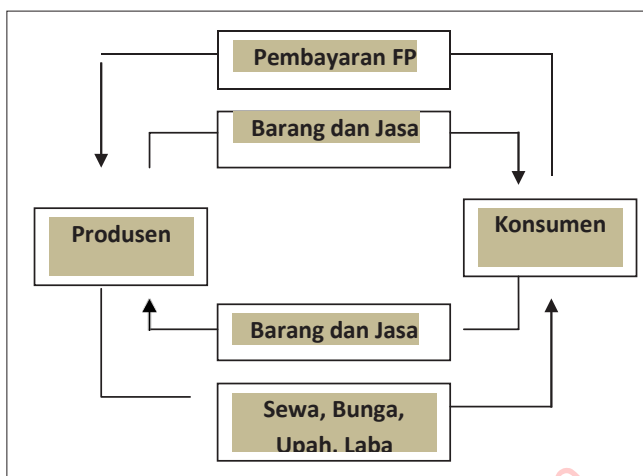 Pembayaran FP
Barang dan Jasa
Produsen
Konsumen
Barang dan Jasa
Sewa, Bunga,
Upah, Laba